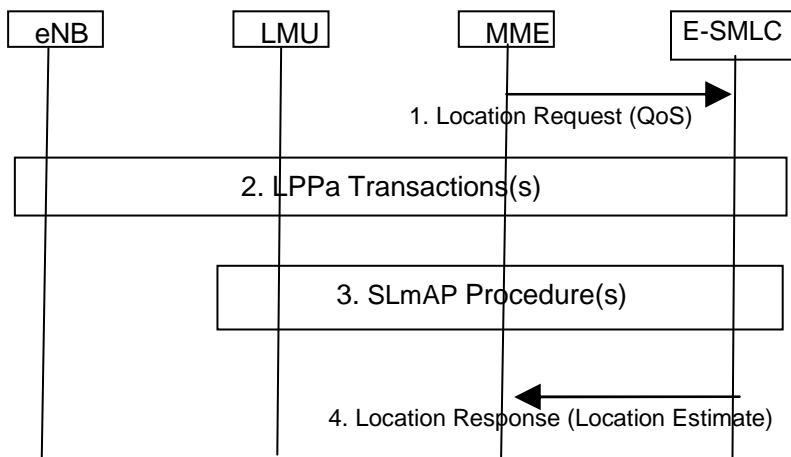 eNB
LMU
MME
E-SMLC
1. Location Request (QoS)
2. LPPa Transactions(s)
3. SLmAP Procedure(s)
4. Location Response (Location Estimate)